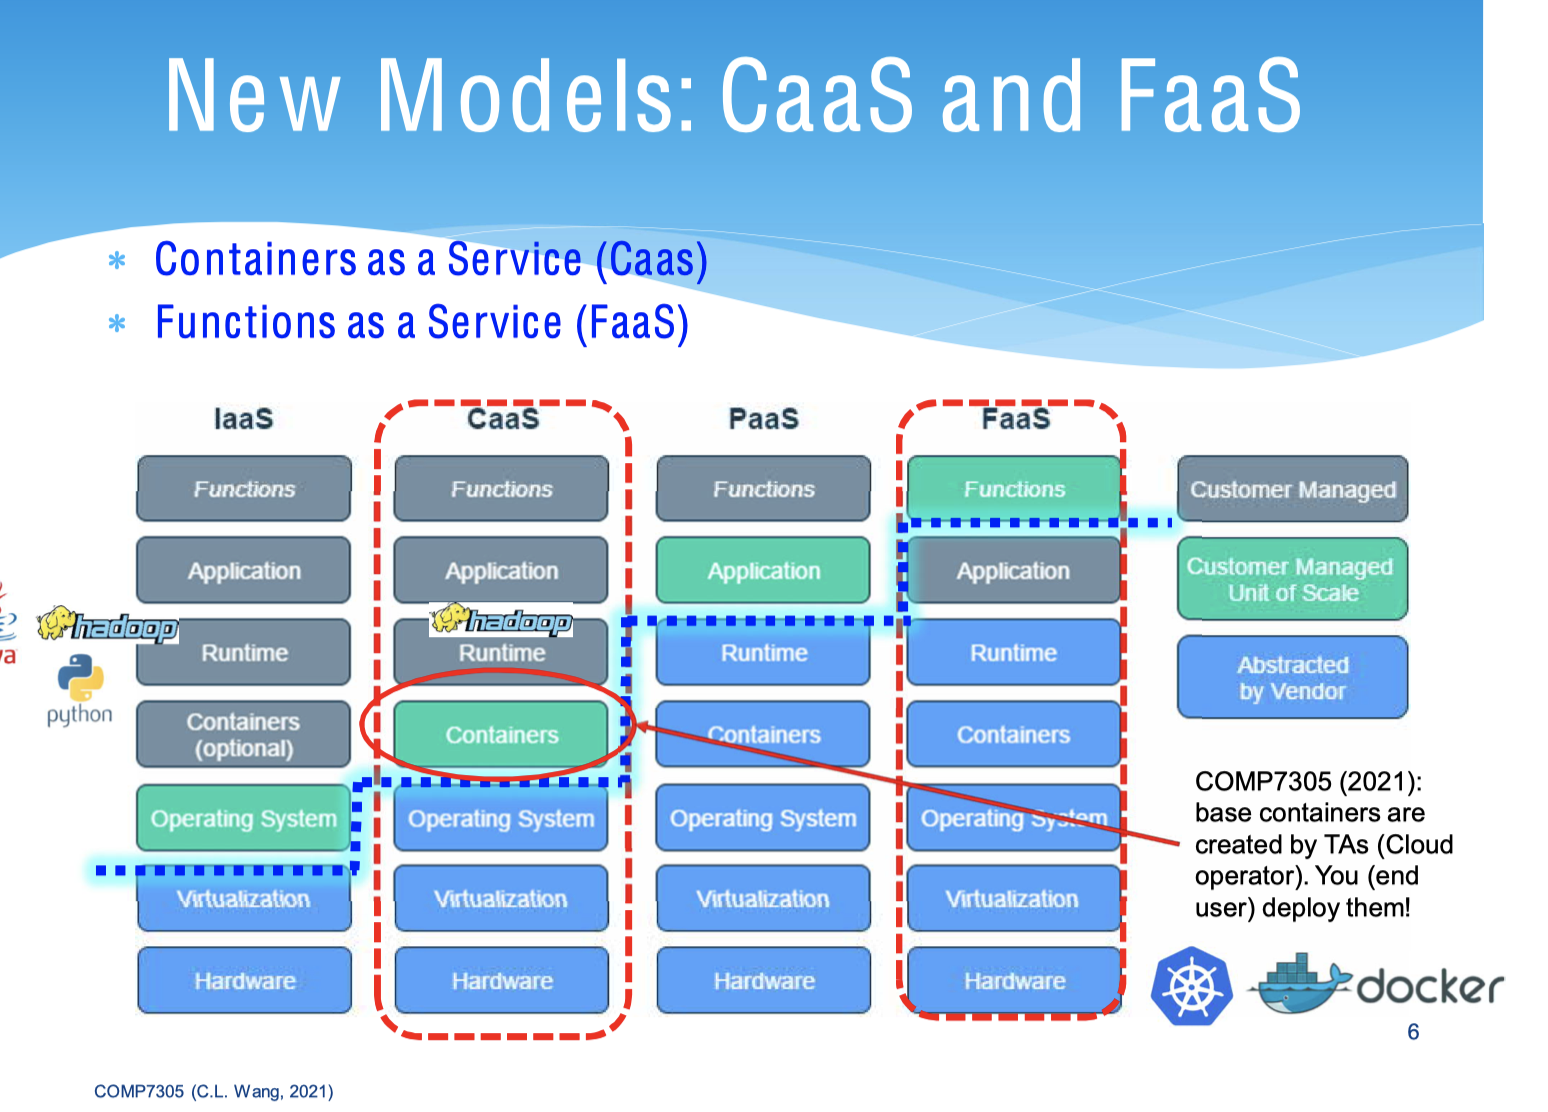 New Models: CaaS and FaaS
* Containers as a Service (Caas)
* Functions as a Service (FaaS)
IaaS
Functions
Application
Runtime
Containers
(optional)
Operating System
Virtualization
Hardware
CaaS
Functions
Application
Runtime
Containers
Operating System
Virtualization
Hardware
PaaS
Functions
Application
Runtime
Containers
Operating System
Virtualization
Hardware
FaaS
Functions
Application
Runtime
Containers
Operating System
Virtualization
Hardware
Customer Managed
Customer Managed
Unit of Scale
Abstracted
by Vendor
va
hadoop
python
hadoop
COMP7305 (2021):
base containers are
created by TAs (Cloud
operator). You (end
user) deploy them!
docker
6
COMP7305 (C.L. Wang, 2021)